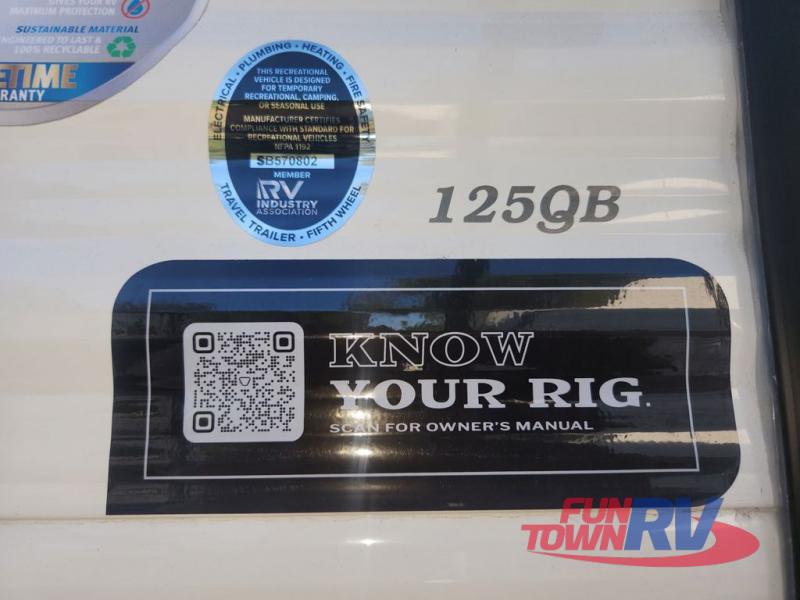 GIVES YOUR RV
MAXIMUM PROTECTION
SUSTAINABLE MATERIAL
ENGINEERED TO LAST &
100% RECYCLABLE
ETIME
RRANTY
ELECTRICAL • PLUMBING • HEATING • FIRE SAFETY
THIS RECREATIONAL
VEHICLE IS DESIGNED
FOR TEMPORARY
RECREATIONAL, CAMPING,
OR SEASONAL USE
MANUFACTURER CERTIFIES
COMPLIANCE WITH STANDARD FOR
RECREATIONAL VEHICLES
NFPA 1192
SB570802
MEMBER
RV
INDUSTRY
ASSOCIATION
TRAVEL TRAILER • FIFTH WHEEL
125QB
KNOW
YOUR RIG.
SCAN FOR OWNER'S MANUAL
FUN
TOWN RV